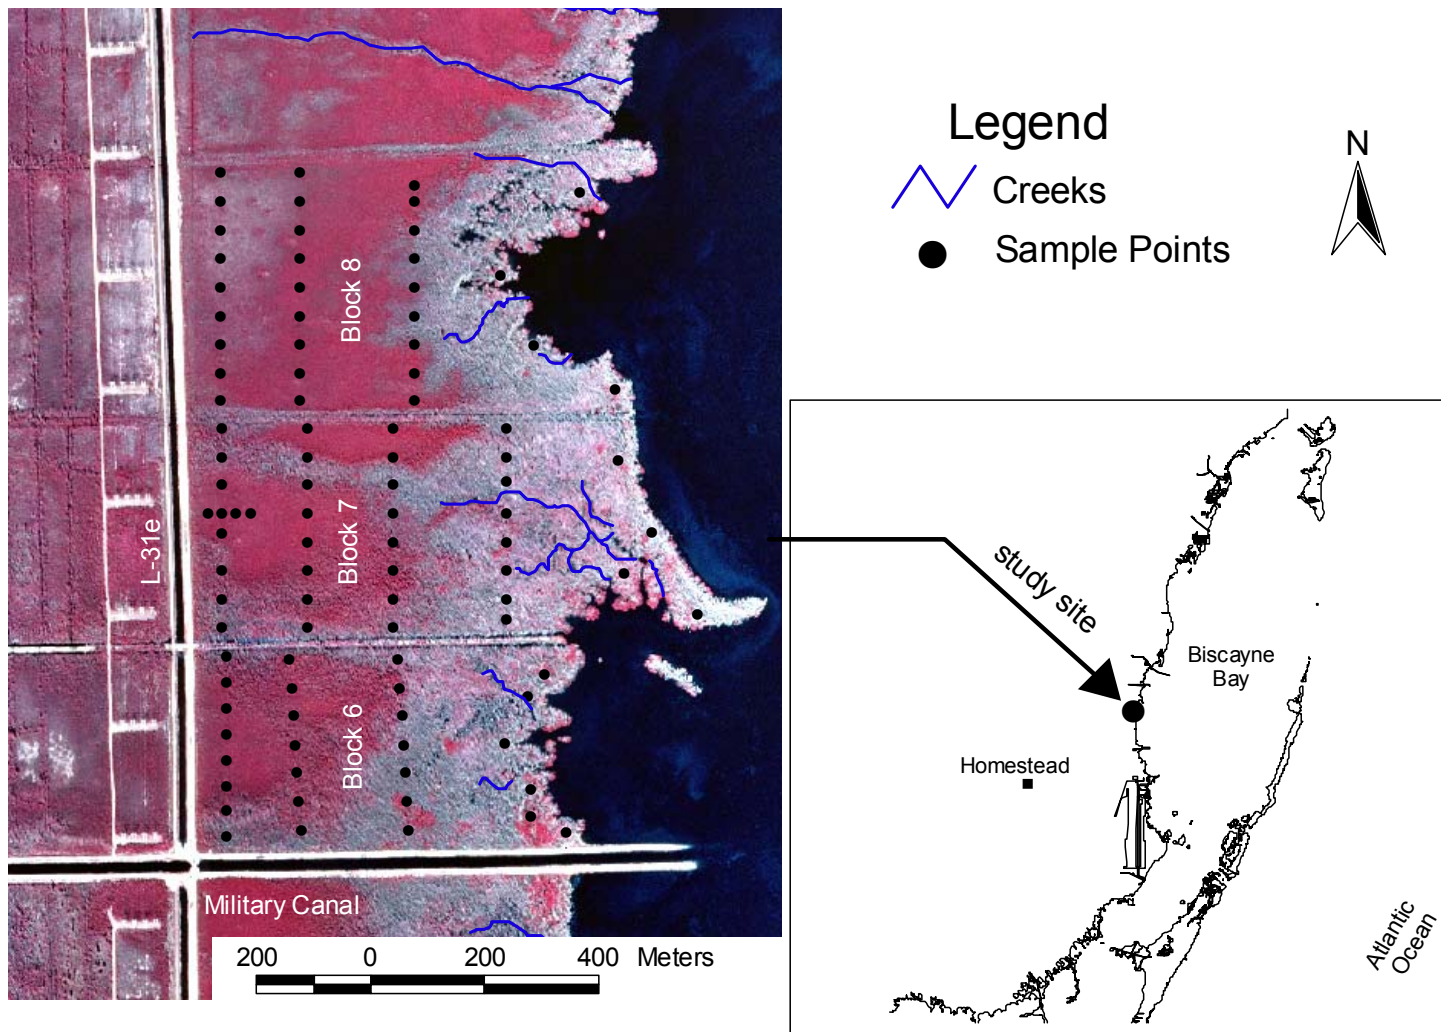 Legend
Creeks
Sample Points
N
Block 8
L-31e
Block 7
Block 6
Military Canal
200 0 200 400 Meters
study site
Biscayne
Bay
Homestead
Atlantic
Ocean